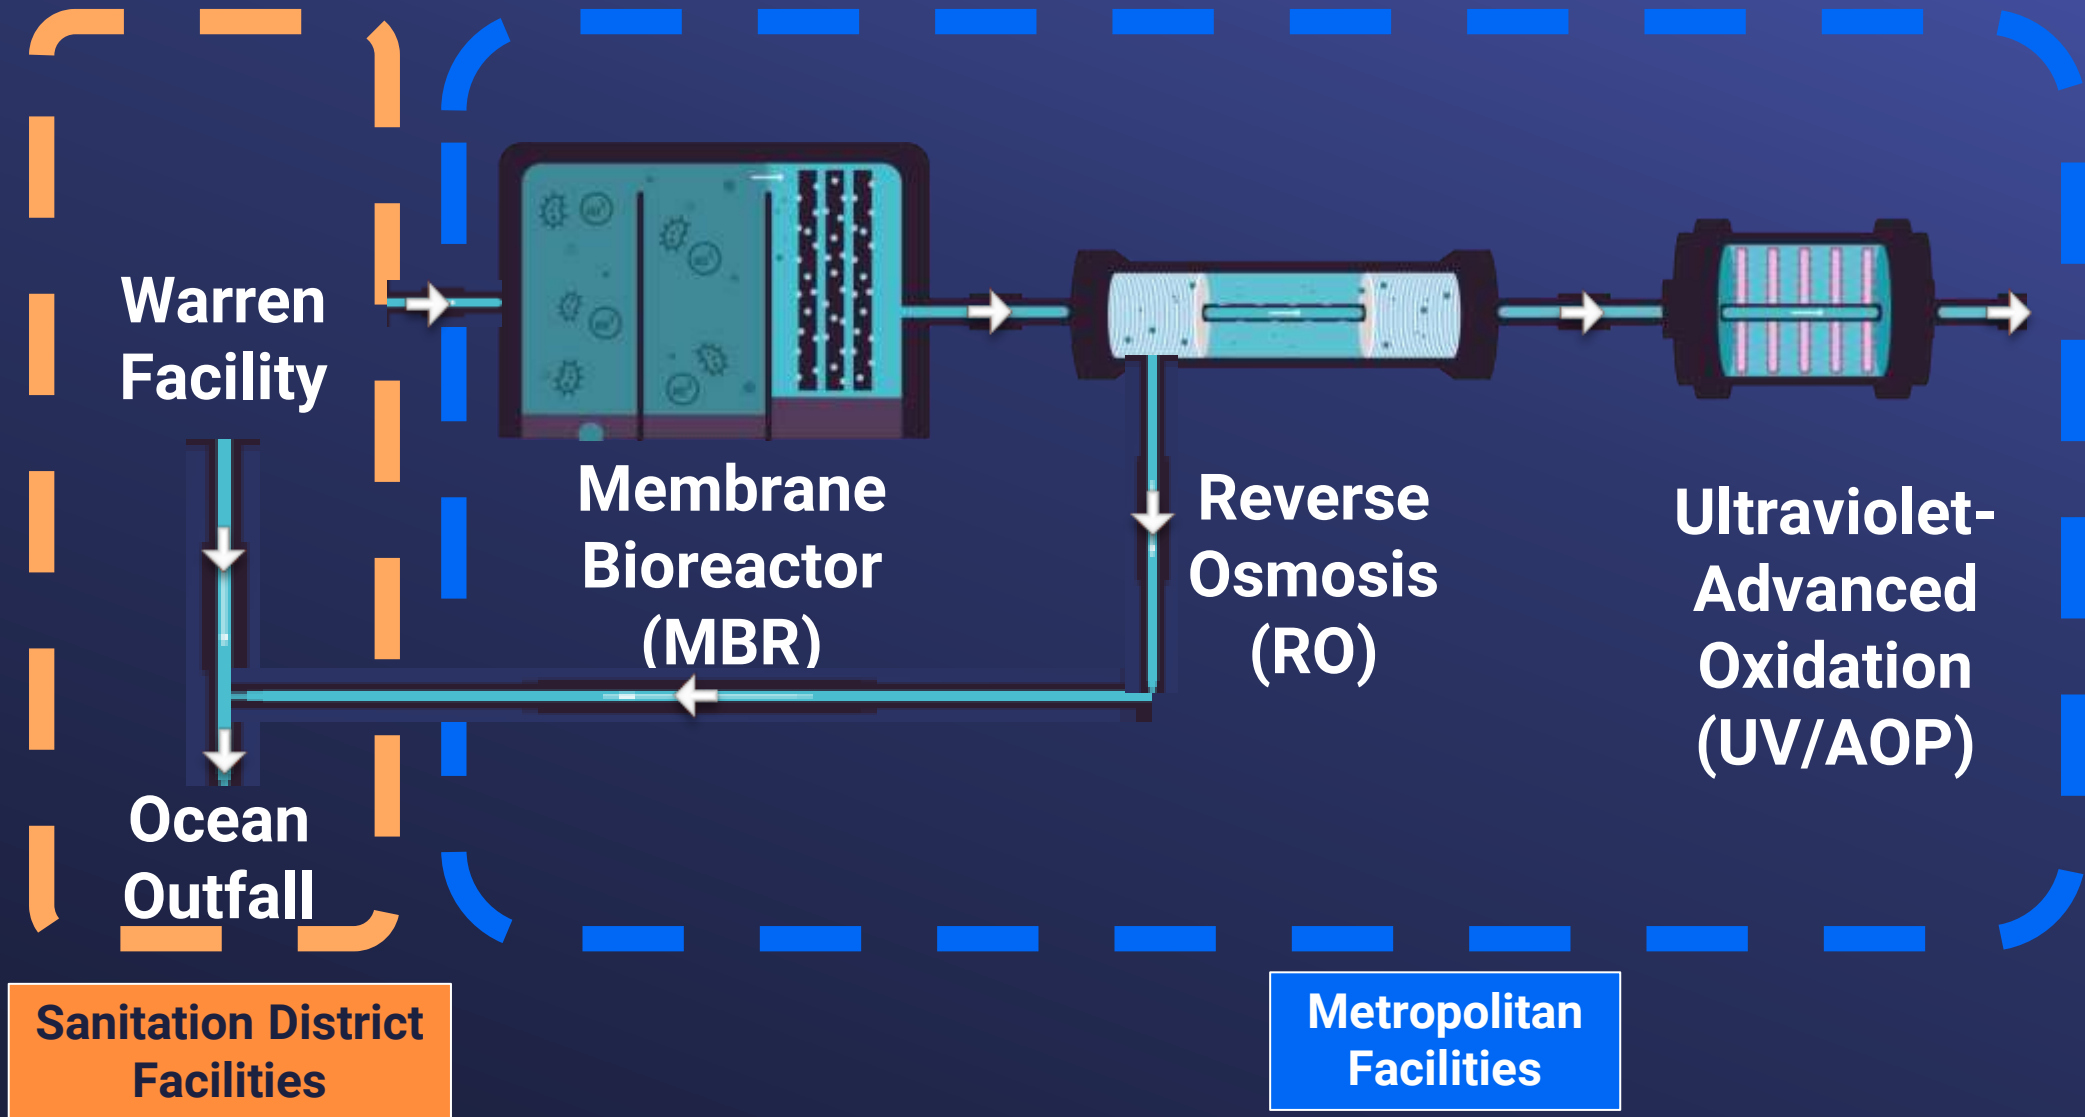 Warren
Facility
Membrane
Bioreactor
(MBR)
Reverse
Osmosis
(RO)
Ultraviolet-
Advanced
Oxidation
(UV/AOP)
Ocean
Outfall
Sanitation District
Facilities
Metropolitan
Facilities